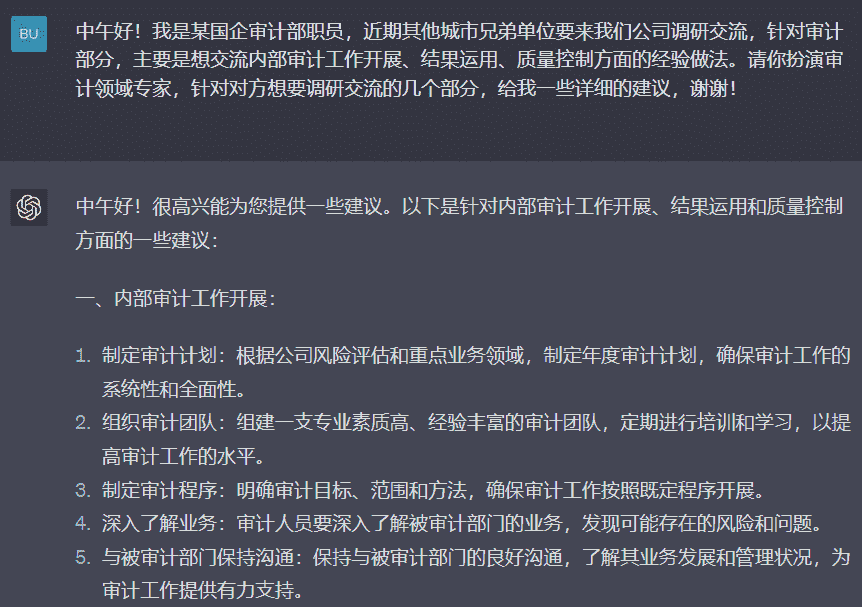 BU
中午好！我是某国企审计部职员，近期其他城市兄弟单位要来我们公司调研交流，针对审计
部分，主要是想交流内部审计工作开展、结果运用、质量控制方面的经验做法。请你扮演审
计领域专家，针对对方想要调研交流的几个部分，给我一些详细的建议，谢谢！
中午好！很高兴能为您提供一些建议。以下是针对内部审计工作开展、结果运用和质量控制
方面的一些建议：
一、内部审计工作开展：
1. 制定审计计划：根据公司风险评估和重点业务领域，制定年度审计计划，确保审计工作的
系统性和全面性。
2. 组织审计团队：组建一支专业素质高、经验丰富的审计团队，定期进行培训和学习，以提
高审计工作的水平。
3. 制定审计程序：明确审计目标、范围和方法，确保审计工作按照既定程序开展。
4. 深入了解业务：审计人员要深入了解被审计部门的业务，发现可能存在的风险和问题。
5. 与被审计部门保持沟通：保持与被审计部门的良好沟通，了解其业务发展和管理状况，为
审计工作提供有力支持。